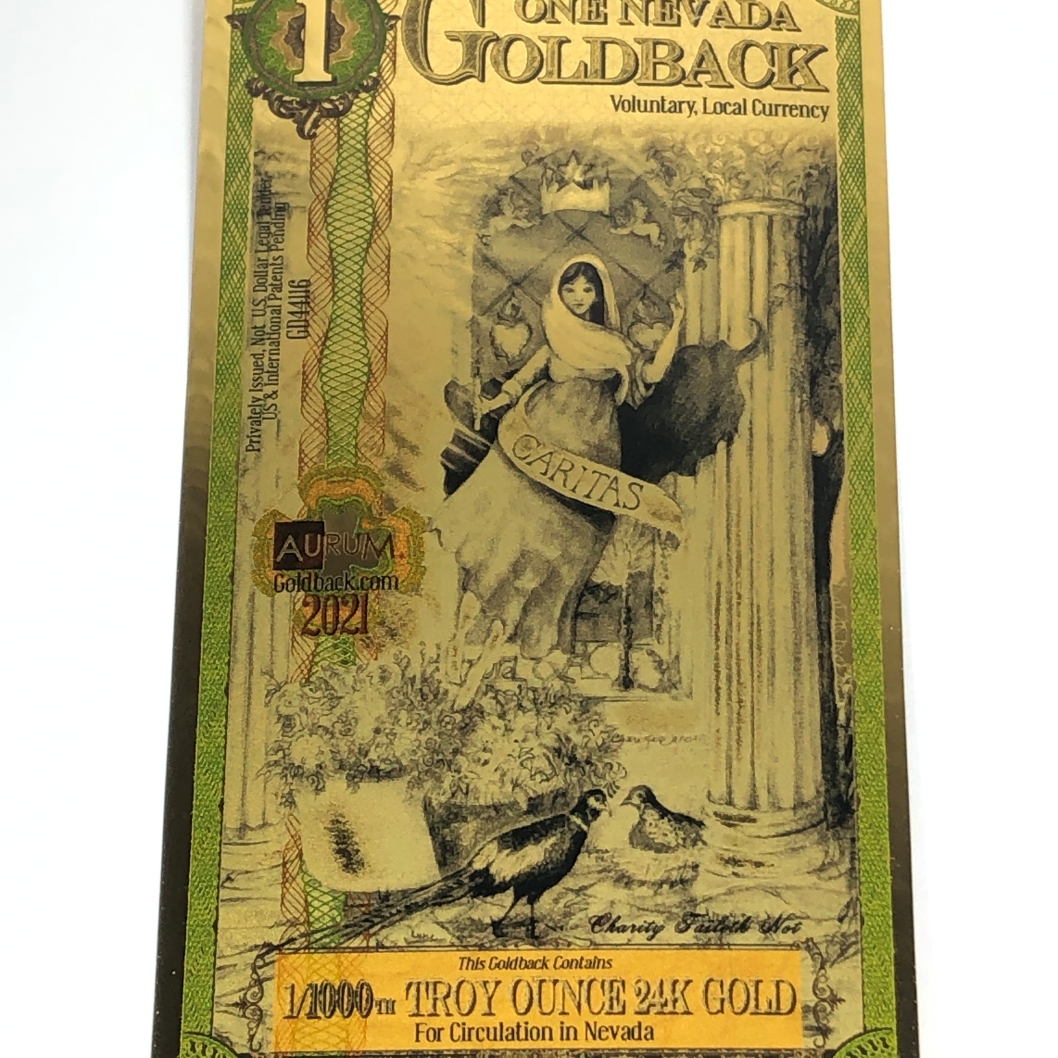 1
ONE NEVADA
GOLDBACK
Voluntary, Local Currency
Privately Issued, Not U.S. Dollar Legal Tender
US & International Patents Pending
GD44116
CARITAS
AURUM
Goldback.com
2021
Charity Faileth Not
This Goldback Contains
1/1000TH TROY OUNCE 24K GOLD
For Circulation in Nevada